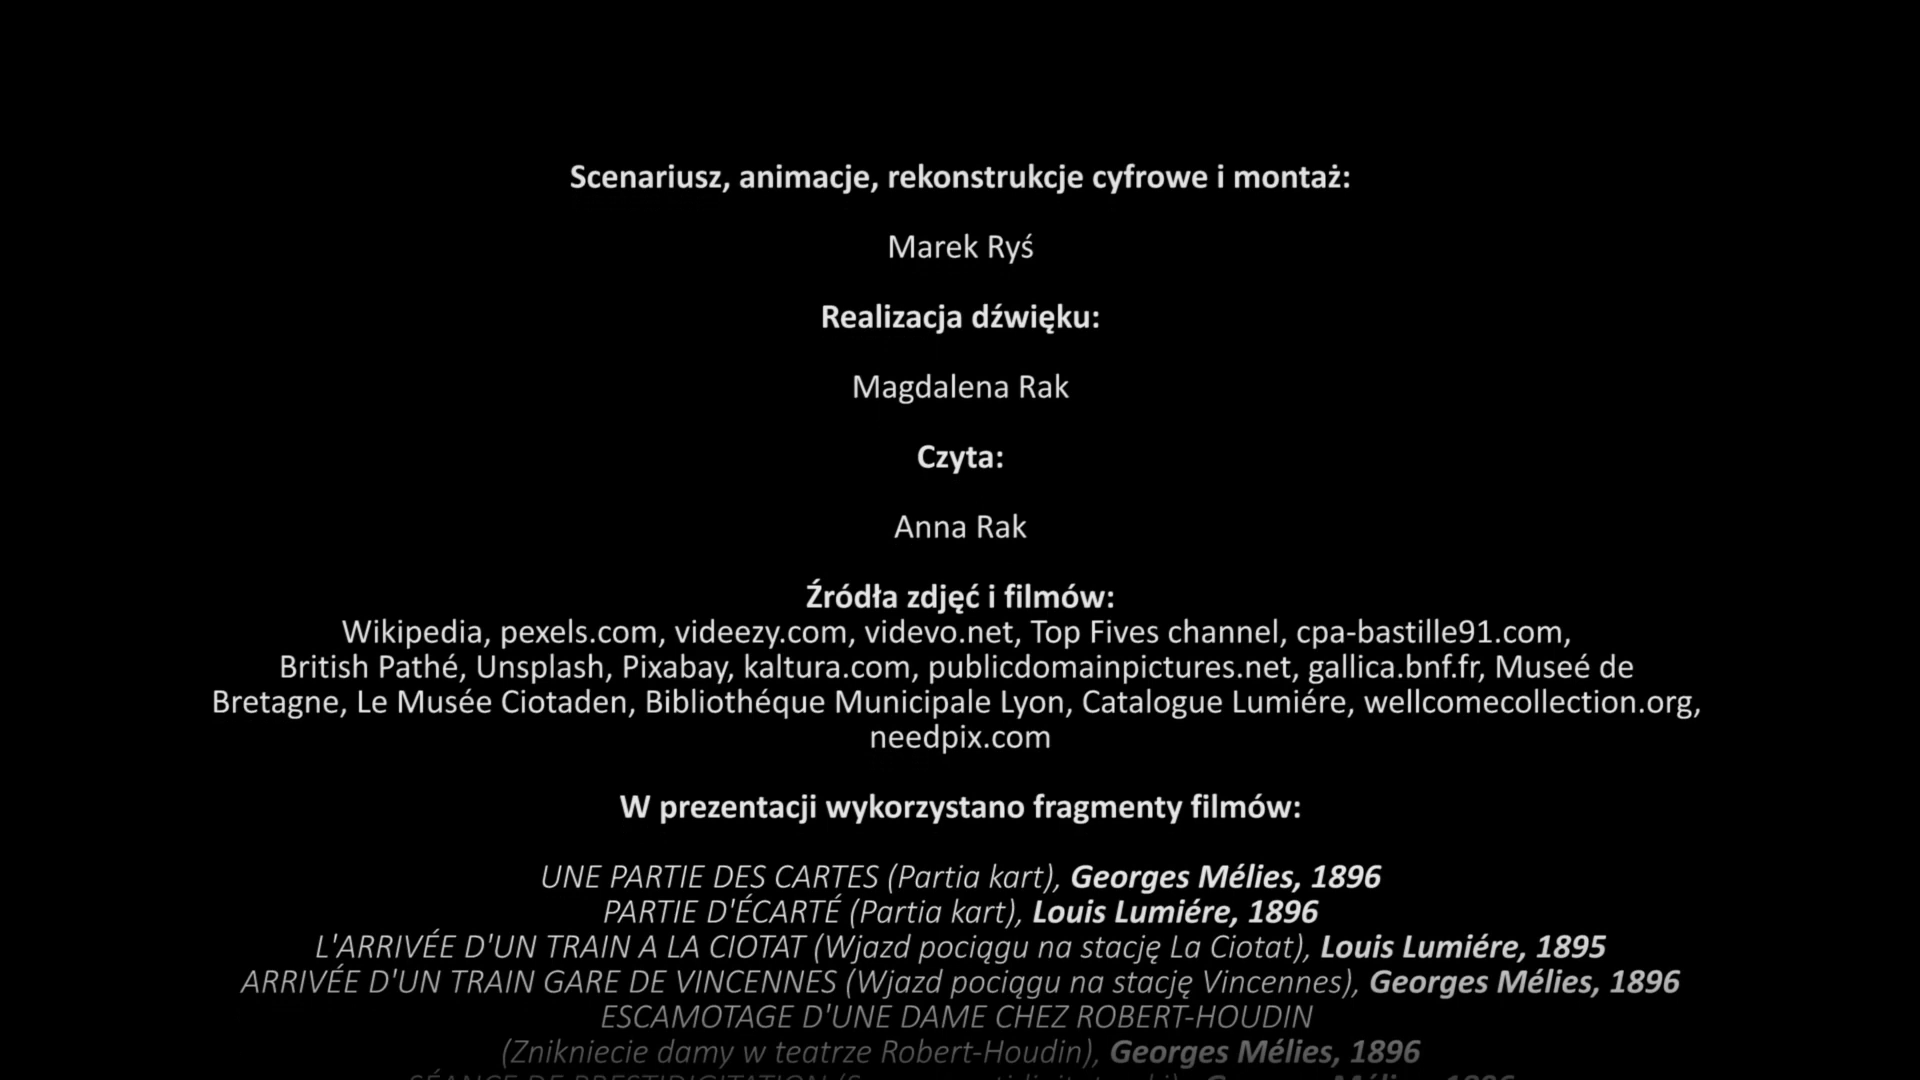 Scenariusz, animacje, rekonstrukcje cyfrowe i montaż:
Marek Ryś
Realizacja dźwięku:
Magdalena Rak
Czyta:
Anna Rak
Źródła zdjęć i filmów:
Wikipedia, pexels.com, videezy.com, videvo.net, Top Fives channel, cpa-bastille91.com,
British Pathé, Unsplash, Pixabay, kaltura.com, publicdomainpictures.net, gallica.bnf.fr, Museé de
Bretagne, Le Musée Ciotaden, Bibliothéque Municipale Lyon, Catalogue Lumiére, wellcomecollection.org,
needpix.com
W prezentacji wykorzystano fragmenty filmów:
UNE PARTIE DES CARTES (Partia kart), Georges Mélies, 1896
PARTIE D'ÉCARTÉ (Partia kart), Louis Lumiére, 1896
L'ARRIVÉE D'UN TRAIN A LA CIOTAT (Wjazd pociągu na stację La Ciotat), Louis Lumiére, 1895
ARRIVÉE D'UN TRAIN GARE DE VINCENNES (Wjazd pociągu na stację Vincennes), Georges Mélies, 1896
ESCAMOTAGE D'UNE DAME CHEZ ROBERT-HOUDIN
(Znikniecie damy w teatrze Robert-Houdin), Georges Mélies, 1896
SÉANCE DE PRESTIDIGITATION Georges Mélies, 1896